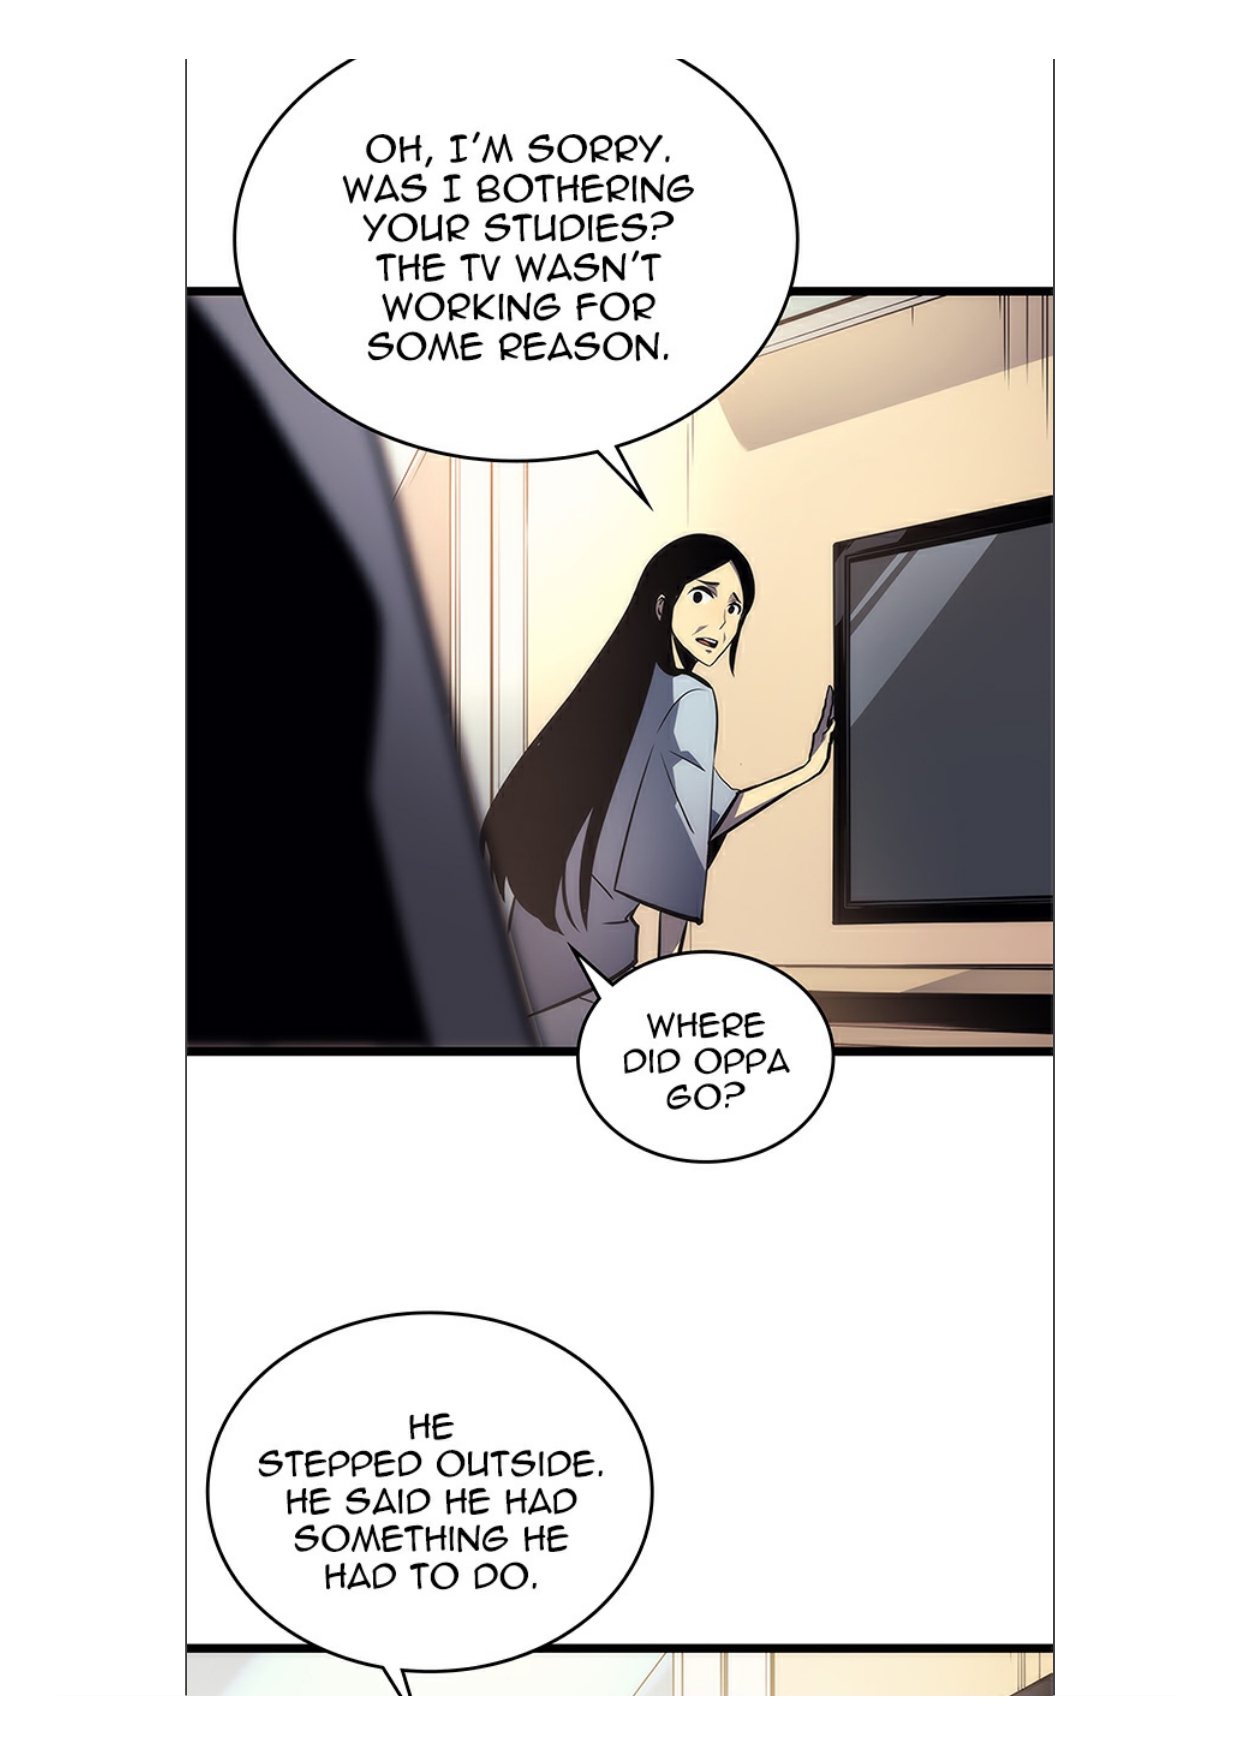 OH, I'M SORRY.
WAS I BOTHERING
YOUR STUDIES?
THE TV WASN'T
WORKING FOR
SOME REASON.
WHERE
DID OPPA
GO?
HE
STEPPED OUTSIDE.
HE SAID HE HAD
SOMETHING HE
HAD TO DO.